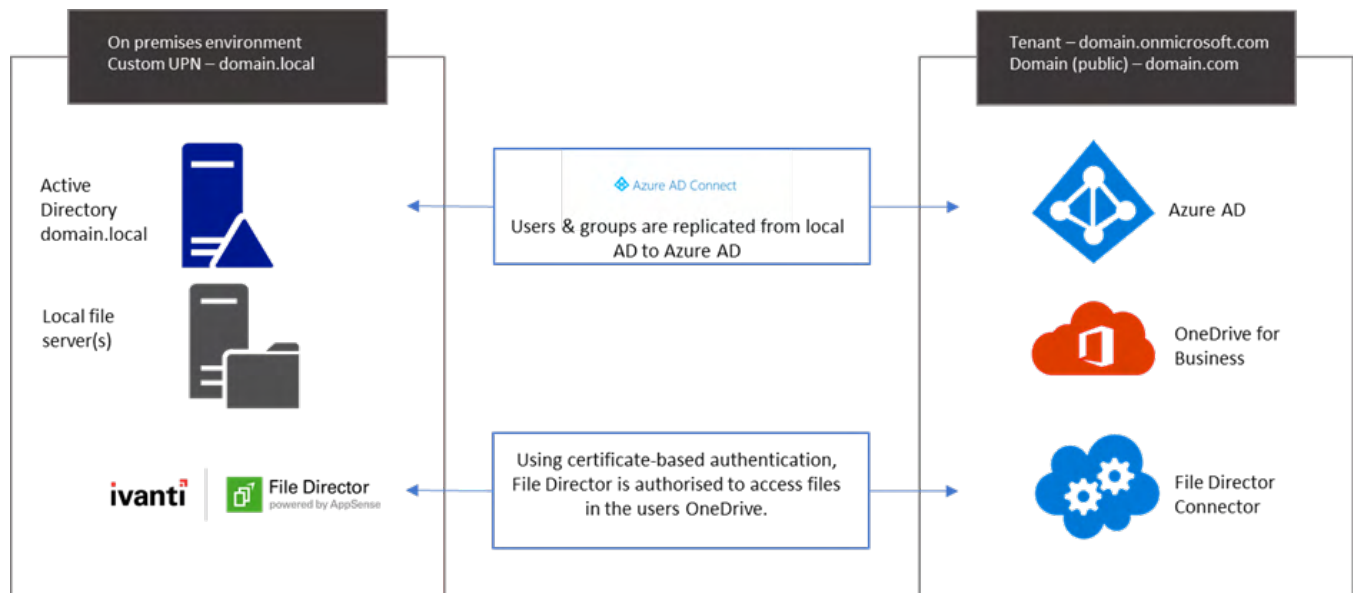 On premises environment
Custom UPN – domain.local
Tenant – domain.onmicrosoft.com
Domain (public) – domain.com
Active
Directory
domain.local
Azure AD Connect
Users & groups are replicated from local
AD to Azure AD
Azure AD
Local file
server(s)
OneDrive for
Business
ivanti
File Director
powered by AppSense
Using certificate-based authentication,
File Director is authorised to access files
in the users OneDrive.
File Director
Connector